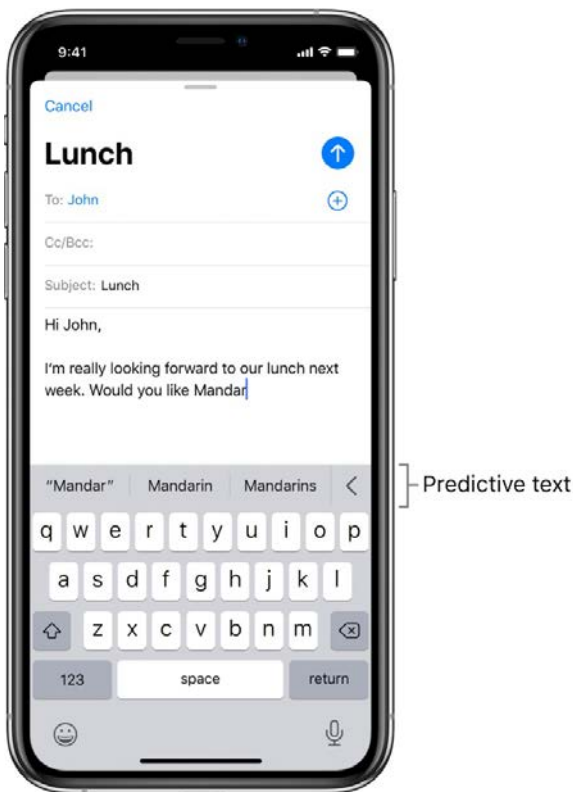 9:41
Cancel
Lunch
To: John
Cc/Bcc:
Subject: Lunch
Hi John,
I'm really looking forward to our lunch next
week. Would you like Mandar
"Mandar" Mandarin Mandarins
Predictive text
q w e r t y u i o p
a s d f g h j k l
z x c v b n m
123 space return